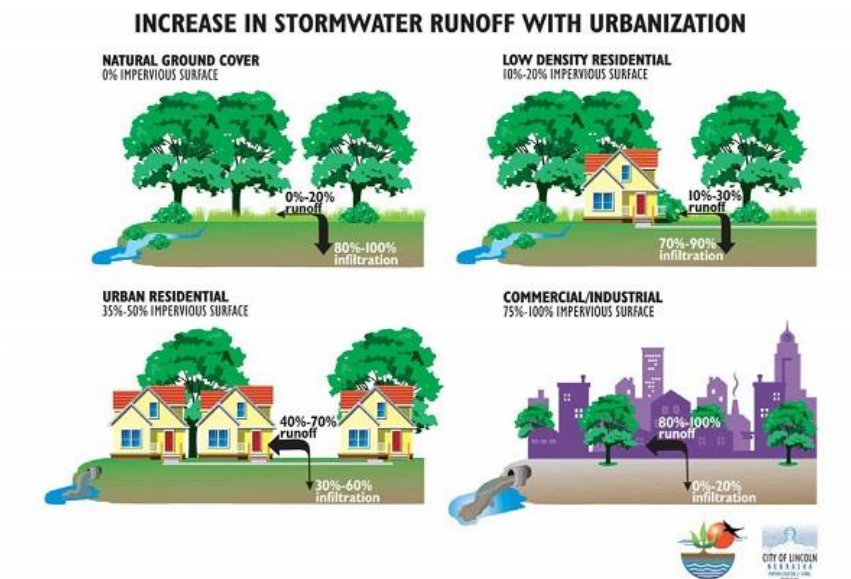 INCREASE IN STORMWATER RUNOFF WITH URBANIZATION
NATURAL GROUND COVER
0% IMPERVIOUS SURFACE
0%-20%
runoff
80%-100%
infiltration
LOW DENSITY RESIDENTIAL
10%-20% IMPERVIOUS SURFACE
10%-30%
runoff
70%-90%
infiltration
URBAN RESIDENTIAL
35%-50% IMPERVIOUS SURFACE
40%-70%
runoff
30%-60%
infiltration
COMMERCIAL/INDUSTRIAL
75%-100% IMPERVIOUS SURFACE
80%-100%
runoff
0%-20%
infiltration
CITY OF LINCOLN
NEBRASKA